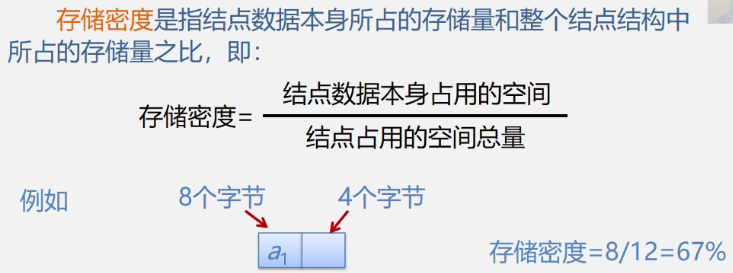 存储密度是指结点数据本身所占的存储量和整个结点结构中
所占的存储量之比，即：
结点数据本身占用的空间
存储密度=
结点占用的空间总量
例如
8个字节
4个字节
a1
存储密度=8/12=67%